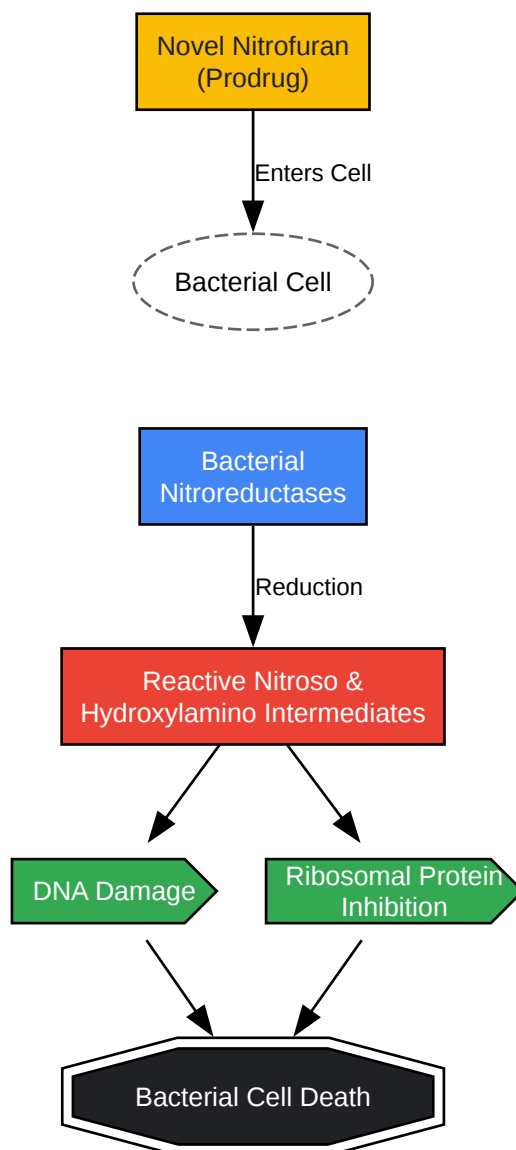 Novel Nitrofuran
(Prodrug)
Enters Cell
Bacterial Cell
Bacterial
Nitroreductases
Reduction
Reactive Nitroso &
Hydroxylamino Intermediates
DNA Damage
Ribosomal Protein
Inhibition
Bacterial Cell Death